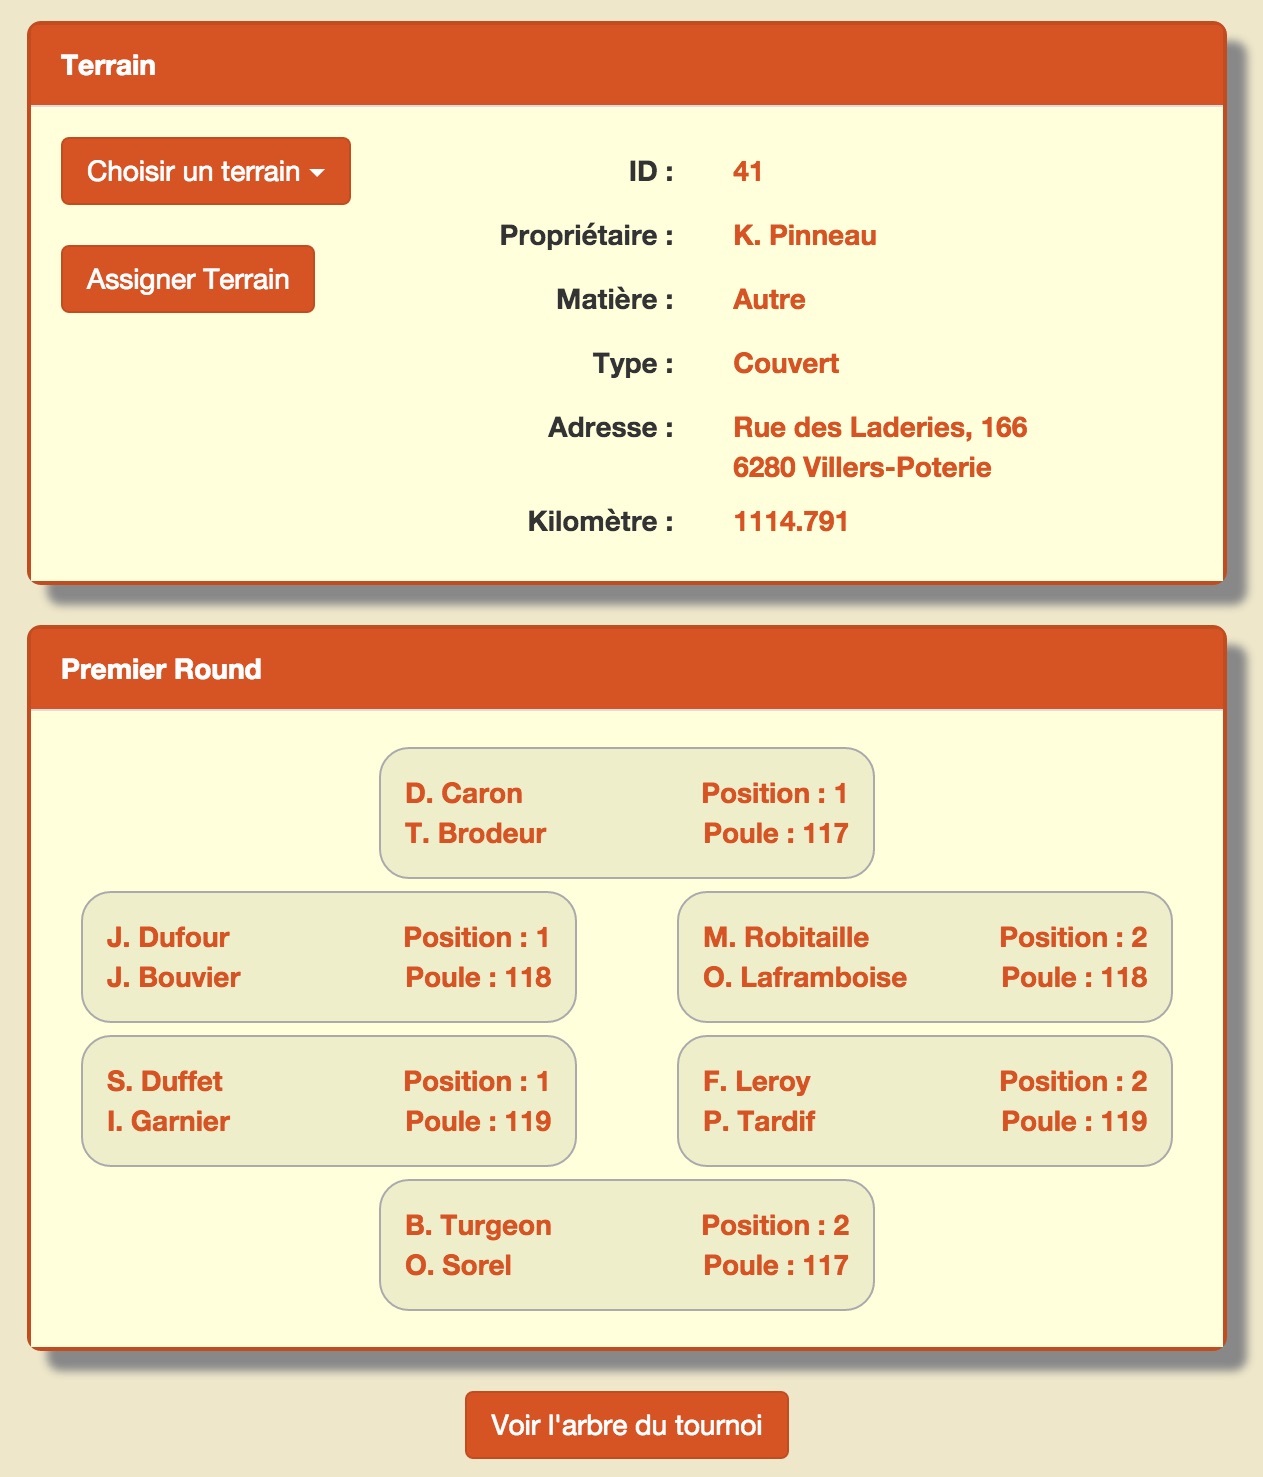 Terrain
Choisir un terrain
Assigner Terrain
ID : 41
Propriétaire : K. Pinneau
Matière : Autre
Type : Couvert
Adresse : Rue des Laderies, 166
6280 Villers-Poterie
Kilomètre : 1114.791
Premier Round
D. Caron Position : 1
T. Brodeur Poule : 117
J. Dufour Position : 1
J. Bouvier Poule : 118
M. Robitaille Position : 2
O. Laframboise Poule : 118
S. Duffet Position : 1
I. Garnier Poule : 119
F. Leroy Position : 2
P. Tardif Poule : 119
B. Turgeon Position : 2
O. Sorel Poule : 117
Voir l'arbre du tournoi